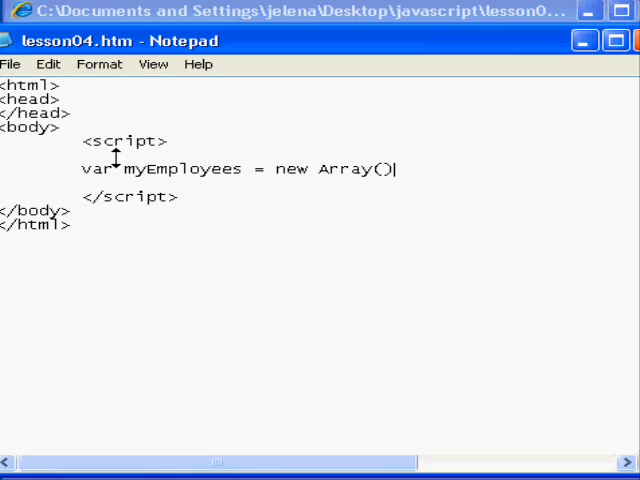 C:\Documents and Settings\jelena\Desktop\javascript\lesson0...
lesson04.htm - Notepad
File Edit Format View Help
<html>
<head>
</head>
<body>
<script>
var myEmployees = new Array()
</script>
</body>
</html>